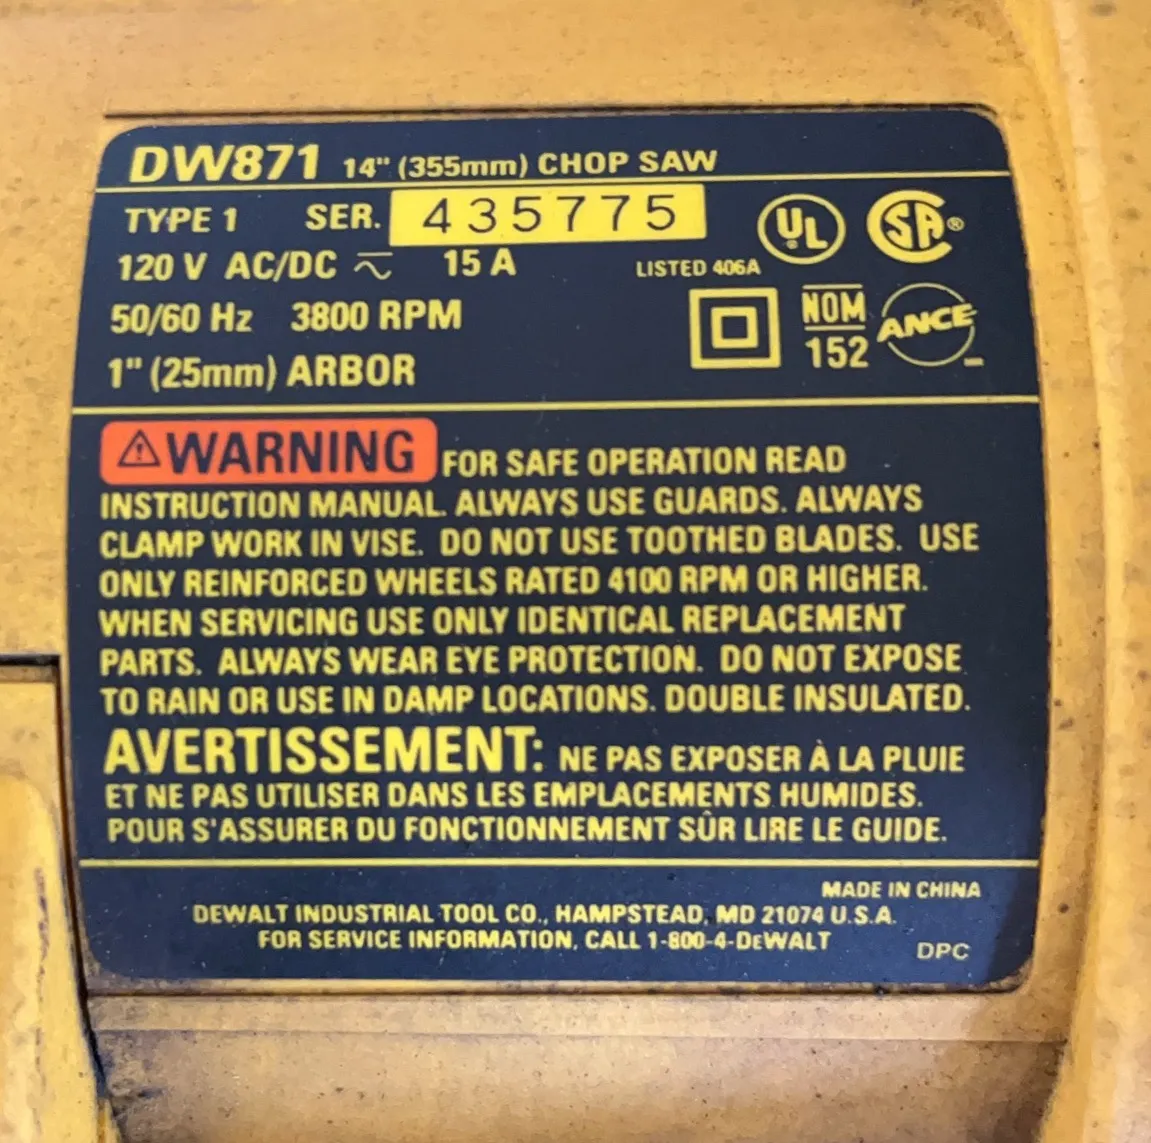 DW871 14" (355mm) CHOP SAW
TYPE 1 SER. 435775
120 V AC/DC 15 A
LISTED 406A
UL
SA®
50/60 Hz 3800 RPM
NOM
152
ANCE
1" (25mm) ARBOR
WARNING FOR SAFE OPERATION READ
INSTRUCTION MANUAL. ALWAYS USE GUARDS. ALWAYS
CLAMP WORK IN VISE. DO NOT USE TOOTHED BLADES. USE
ONLY REINFORCED WHEELS RATED 4100 RPM OR HIGHER.
WHEN SERVICING USE ONLY IDENTICAL REPLACEMENT
PARTS. ALWAYS WEAR EYE PROTECTION. DO NOT EXPOSE
TO RAIN OR USE IN DAMP LOCATIONS. DOUBLE INSULATED.
AVERTISSEMENT: NE PAS EXPOSER À LA PLUIE
ET NE PAS UTILISER DANS LES EMPLACEMENTS HUMIDES.
POUR S'ASSURER DU FONCTIONNEMENT SÛR LIRE LE GUIDE.
MADE IN CHINA
DEWALT INDUSTRIAL TOOL CO., HAMPSTEAD, MD 21074 U.S.A.
FOR SERVICE INFORMATION, CALL 1-800-4-DEWALT
DPC